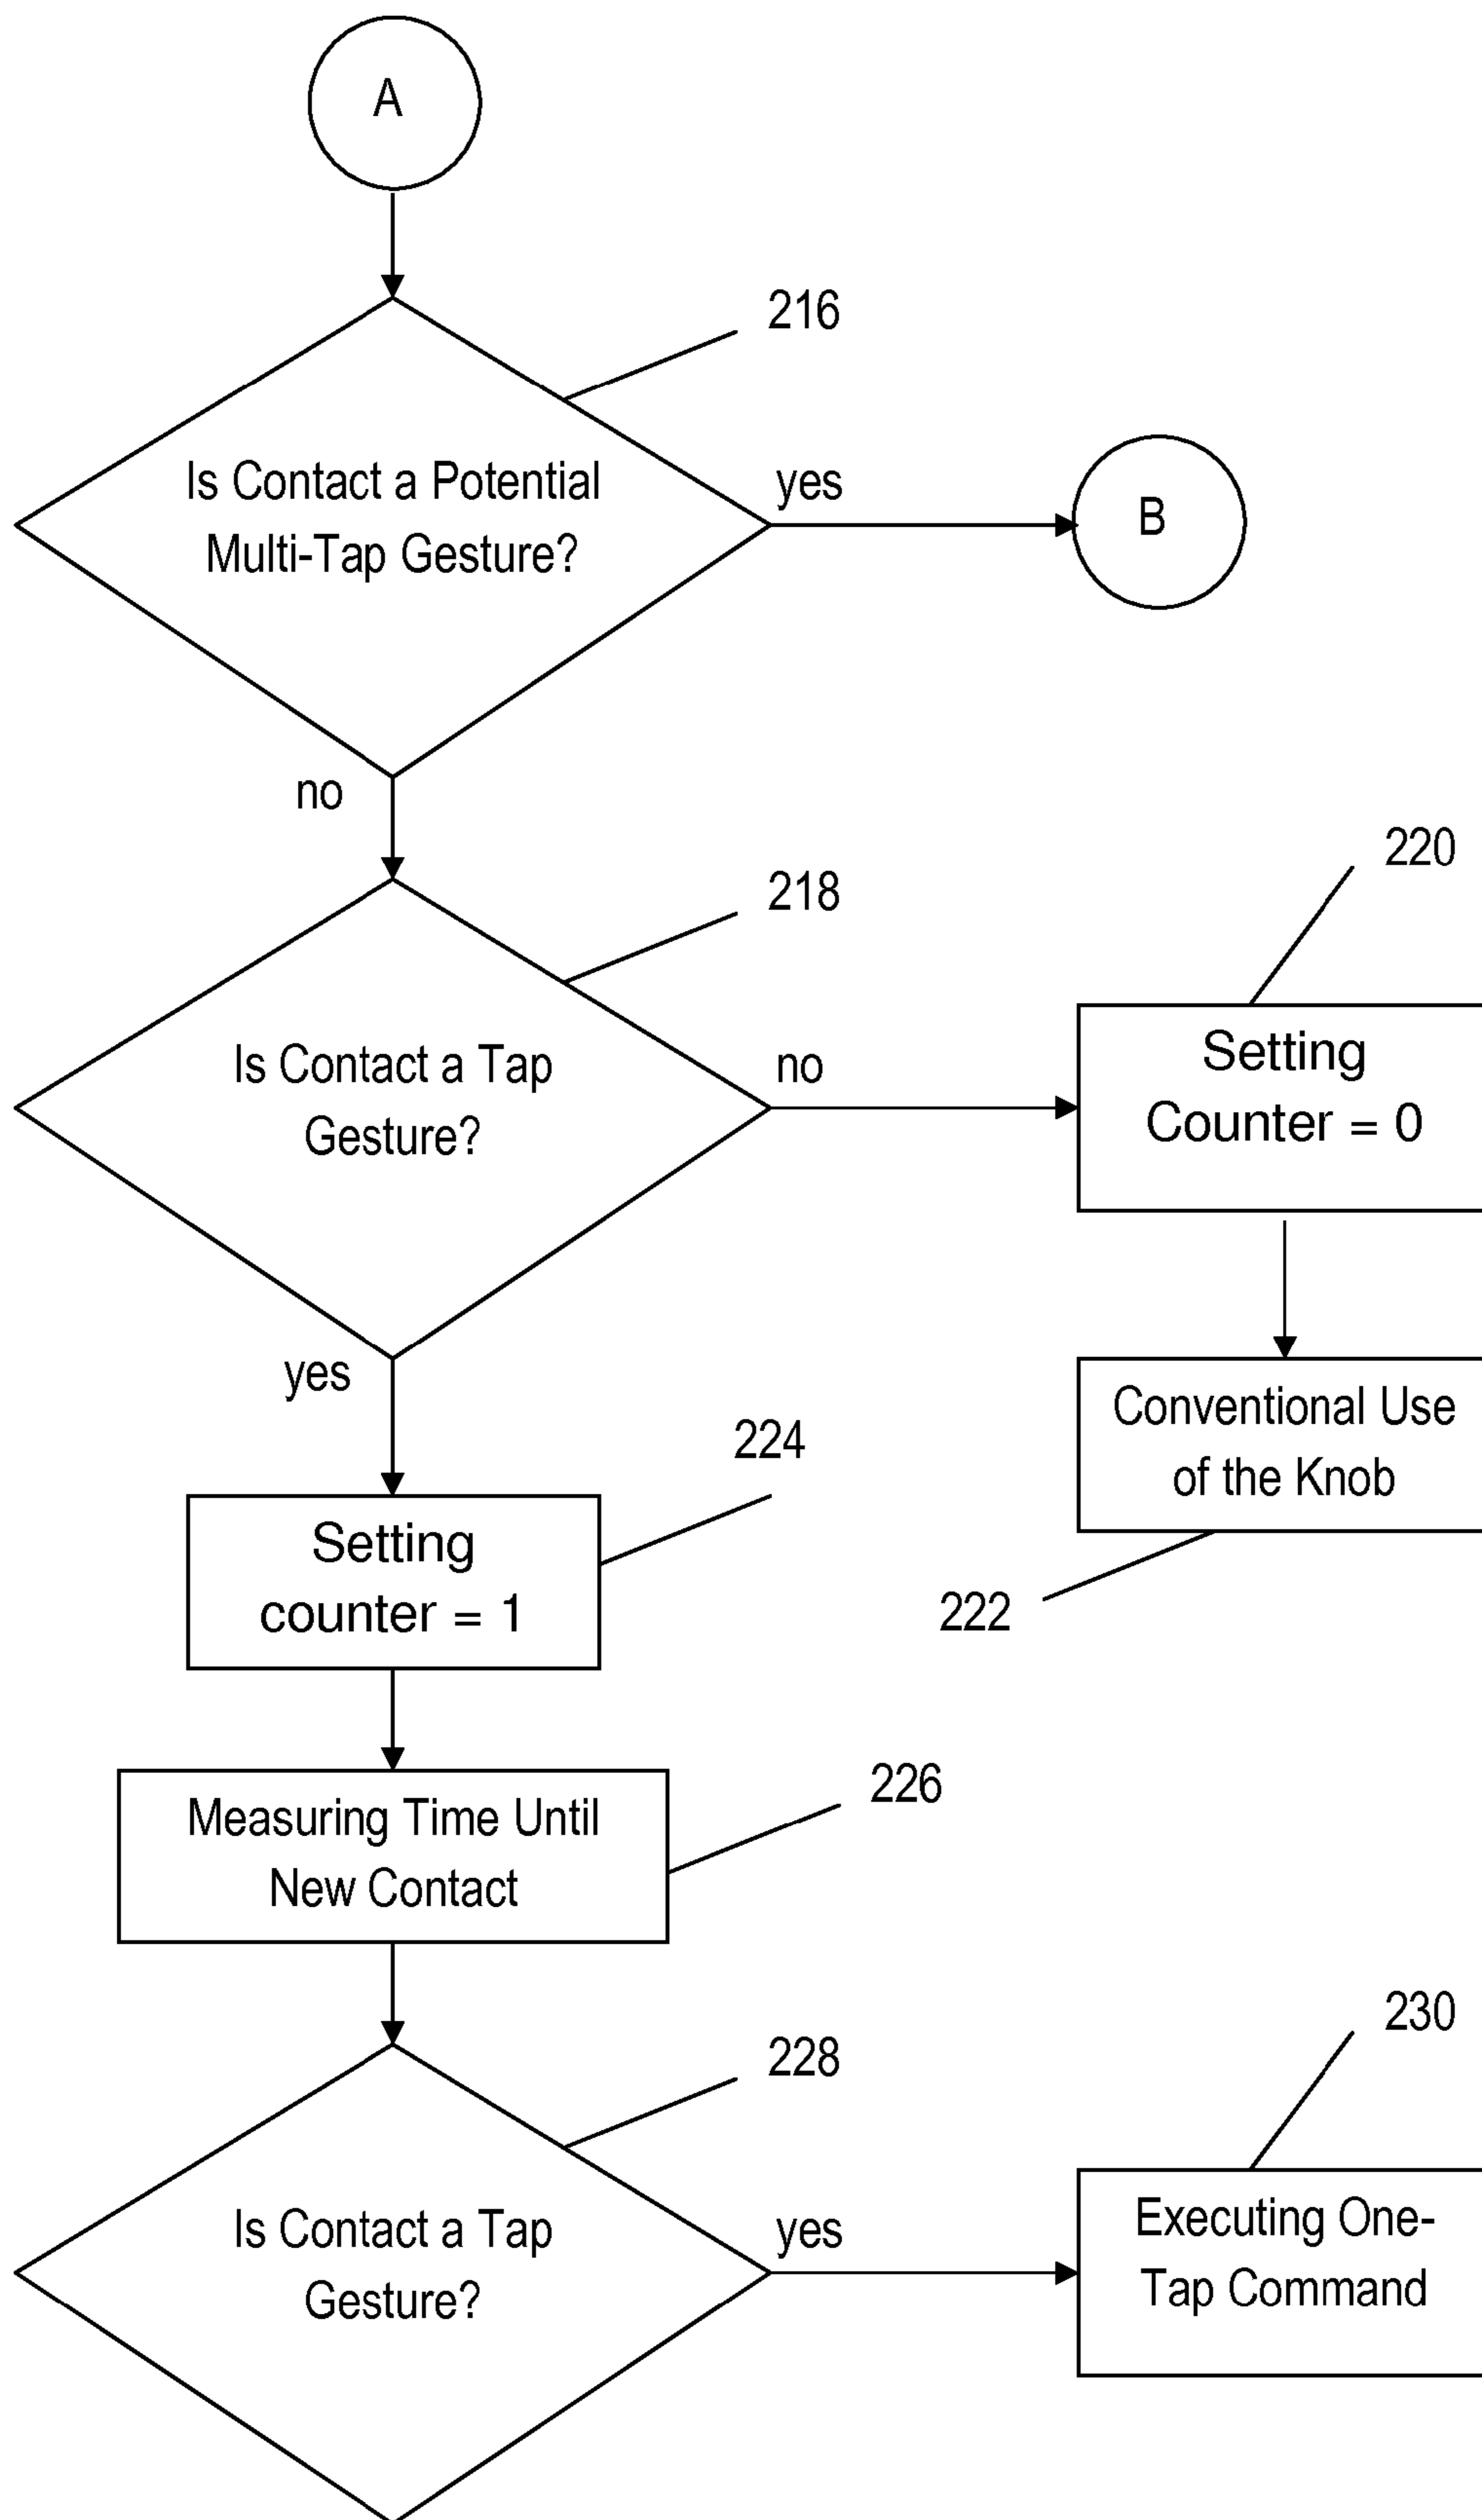 A
216
Is Contact a Potential
Multi-Tap Gesture?
yes
B
no
218
Is Contact a Tap
Gesture?
no
220
Setting
Counter = 0
yes
Conventional Use
of the Knob
222
224
Setting
counter = 1
226
Measuring Time Until
New Contact
228
Is Contact a Tap
Gesture?
yes
230
Executing One-
Tap Command